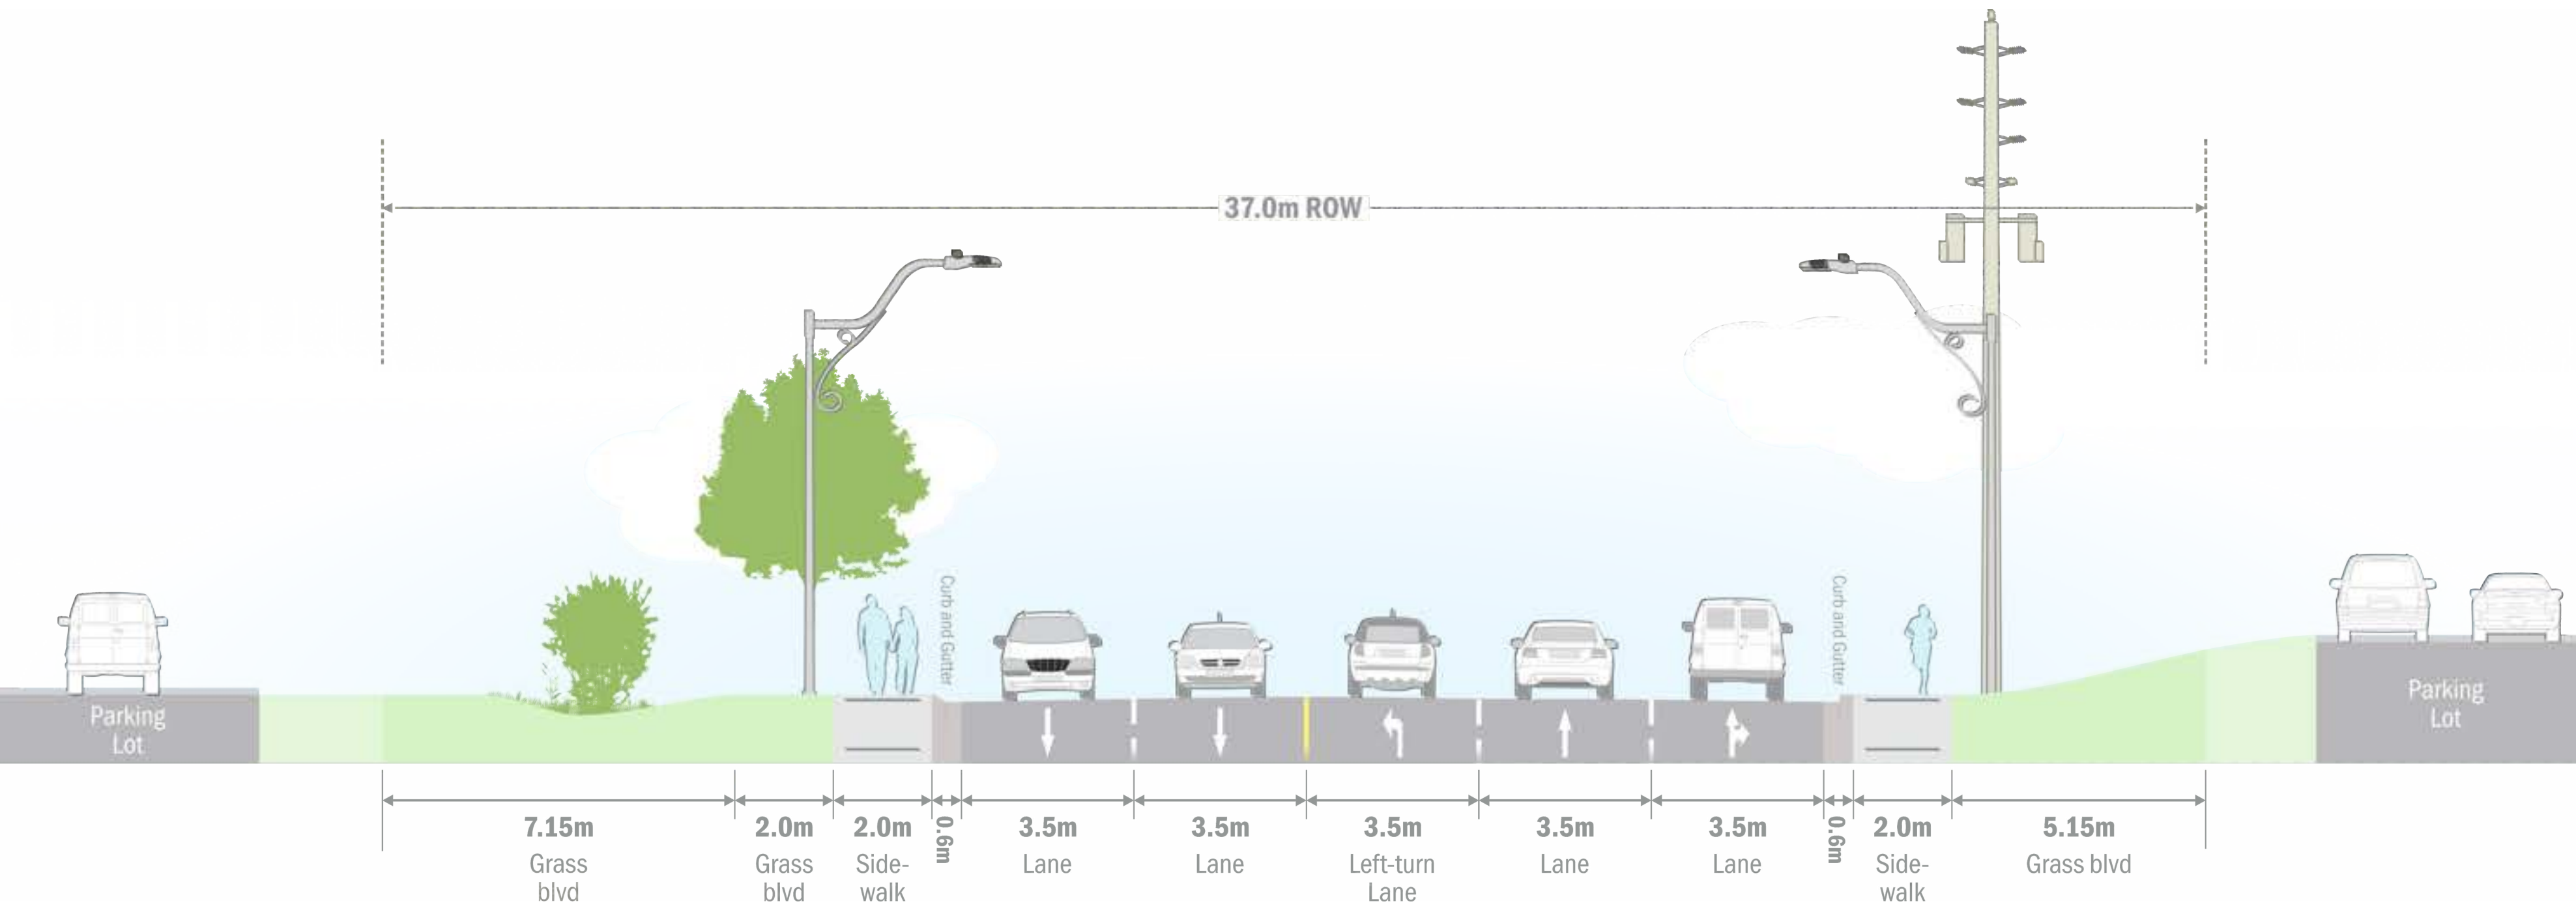 37.0m ROW
Curb and Gutter
Curb and Gutter
Parking
Lot
Parking
Lot
7.15m
Grass
blvd
2.0m
Grass
blvd
2.0m
Side-
walk
0.6m
3.5m
Lane
3.5m
Lane
3.5m
Left-turn
Lane
3.5m
Lane
3.5m
Lane
0.6m
2.0m
Side-
walk
5.15m
Grass blvd